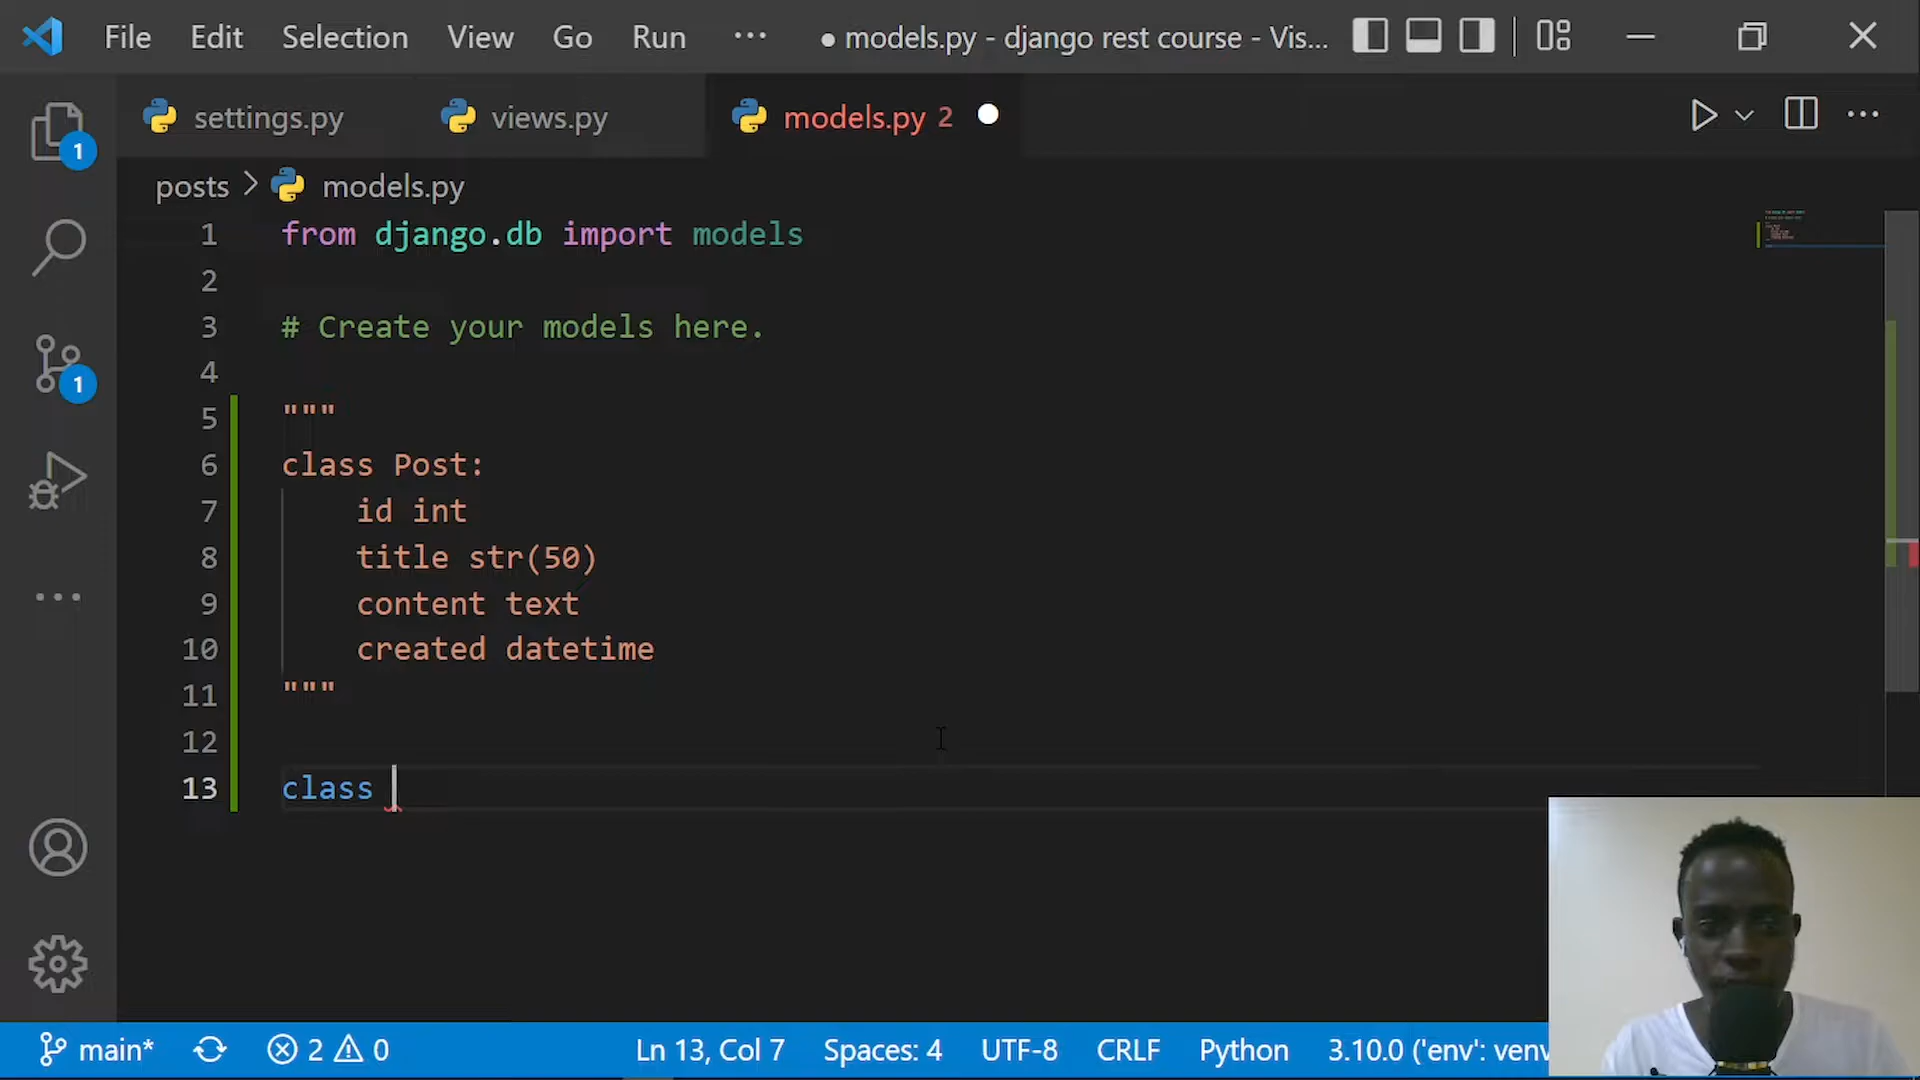 File Edit Selection View Go Run ··· ● models.py - django rest course - Vis...
settings.py views.py models.py 2
1
posts > models.py
1 from django.db import models
2
3 # Create your models here.
4
5 """
6 class Post:
7 id int
8 title str(50)
9 content text
10 created datetime
11 """
12
13 class
1
main* 2 0 Ln 13, Col 7 Spaces: 4 UTF-8 CRLF Python 3.10.0 ('env': venv